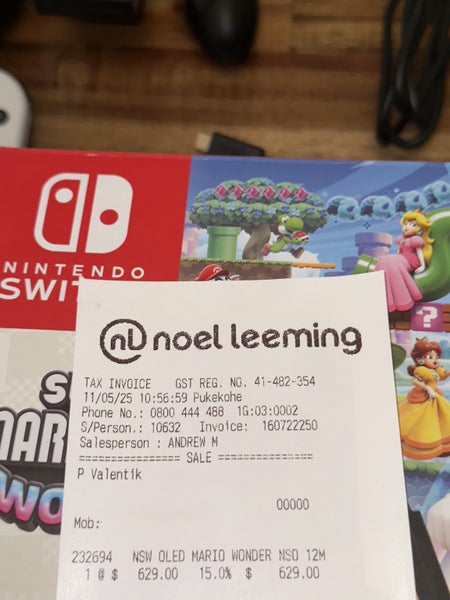 NINTENDO
SWIT
noel leeming
TAX INVOICE GST REG. NO. 41-482-354
11/05/25 10:56:59 Pukekohe
Phone No.: 0800 444 488 1G:03:0002
S/Person.: 10632 Invoice: 160722250
Salesperson : ANDREW M
================ SALE ================
P Valentik
00000
Mob:
232694 NSW OLED MARIO WONDER NSO 12M
1 @ $ 629.00 15.0% $ 629.00
S
MAR
WO
?